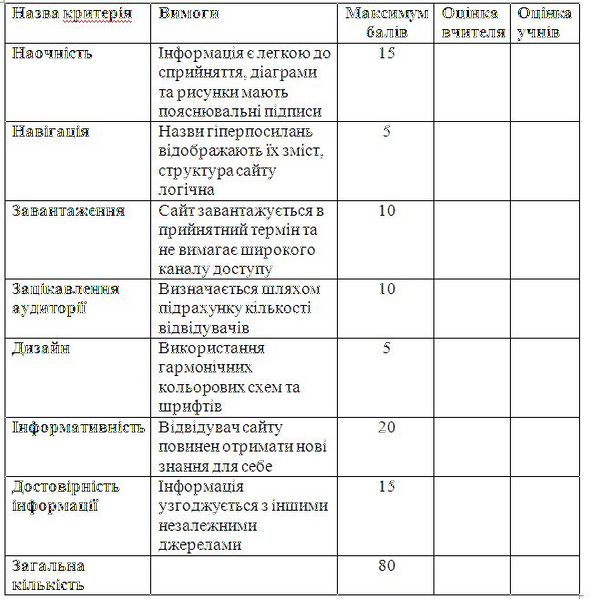 Назва критерія Вимоги Максимум балів Оцінка вчителя Оцінка учнів
Наочність Інформація є легкою до 15
сприйняття, діаграми
та рисунки мають
пояснювальні підписи
Навігація Назви гіперпосилань 5
відображають їх зміст,
структура сайту
логічна
Завантаження Сайт завантажується в 10
прийнятний термін та
не вимагає широкого
каналу доступу
Зацікавлення Визначається шляхом 10
аудиторії підрахунку кількості
відвідувачів
Дизайн Використання 5
гармонічних
кольорових схем та
шрифтів
Інформативність Відвідувач сайту 20
повинен отримати нові
знання для себе
Достовірність Інформація 15
інформації узгоджується з іншими
незалежними
джерелами
Загальна 80
кількість